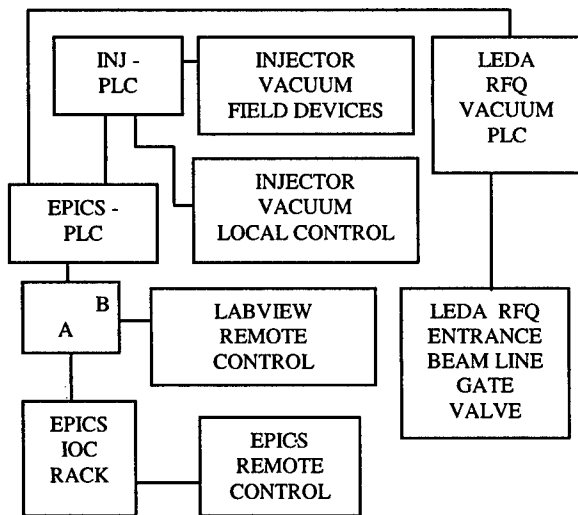 INJ -
PLC
INJECTOR
VACUUM
FIELD DEVICES
LEDA
RFQ
VACUUM
PLC
INJECTOR
VACUUM
LOCAL CONTROL
EPICS -
PLC
B
A
LABVIEW
REMOTE
CONTROL
LEDA RFQ
ENTRANCE
BEAM LINE
GATE
VALVE
EPICS
IOC
RACK
EPICS
REMOTE
CONTROL